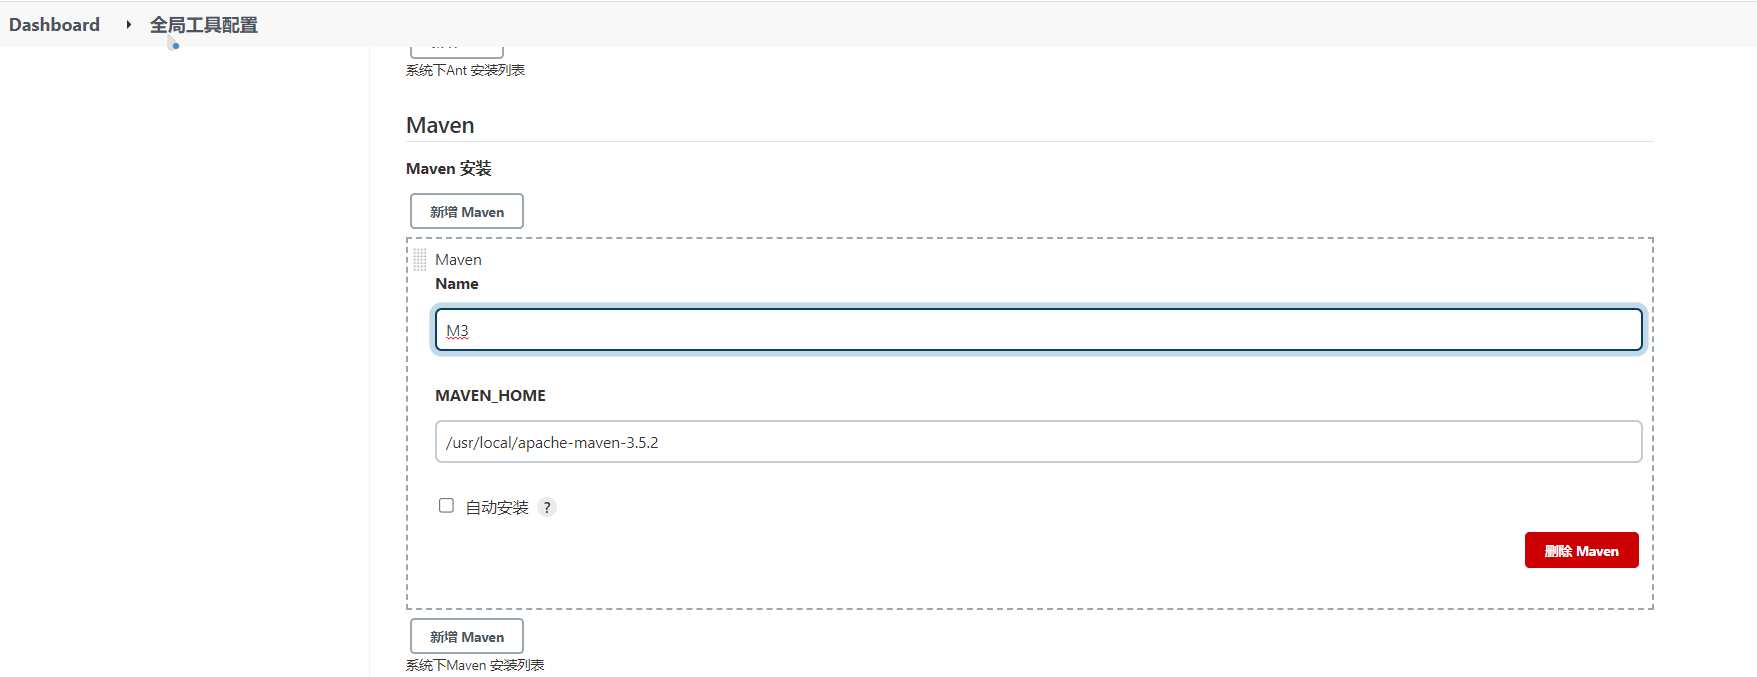 Dashboard 全局工具配置
系统下Ant 安装列表
Maven
Maven 安装
新增 Maven
Maven
Name
M3
MAVEN_HOME
/usr/local/apache-maven-3.5.2
自动安装 ?
删除 Maven
新增 Maven
系统下Maven 安装列表